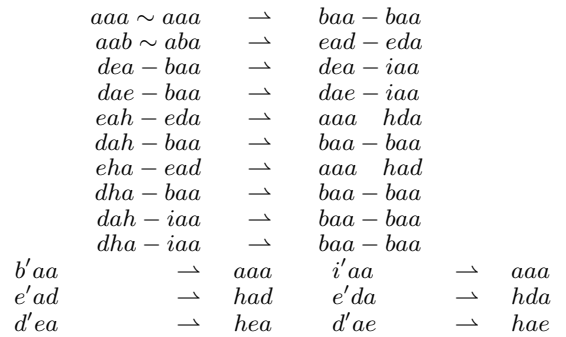 aaa ∼ aaa ⇀ baa − baa
aab ∼ aba ⇀ ead − eda
dea − baa ⇀ dea − iaa
dae − baa ⇀ dae − iaa
eah − eda ⇀ aaa hda
dah − baa ⇀ baa − baa
eha − ead ⇀ aaa had
dha − baa ⇀ baa − baa
dah − iaa ⇀ baa − baa
dha − iaa ⇀ baa − baa
b′aa ⇀ aaa i′aa ⇀ aaa
e′ad ⇀ had e′da ⇀ hda
d′ea ⇀ hea d′ae ⇀ hae